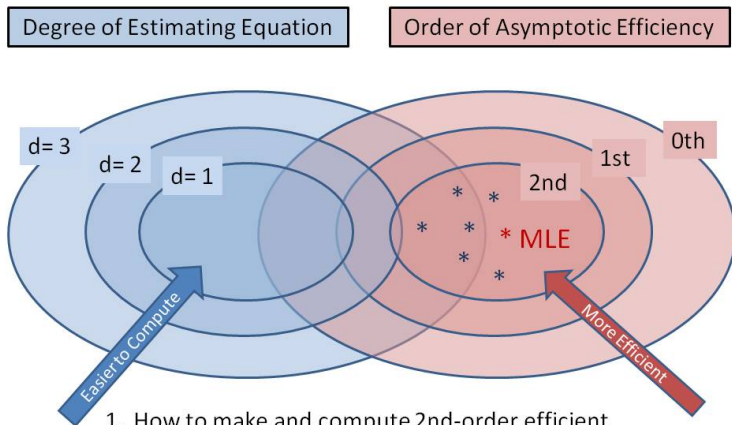 Degree of Estimating Equation
Order of Asymptotic Efficiency
d= 3
d= 2
d= 1
0th
1st
2nd
* *
* * * MLE
*
*
Easier to Compute
More Efficient
1. How to make and compute 2nd-order efficient